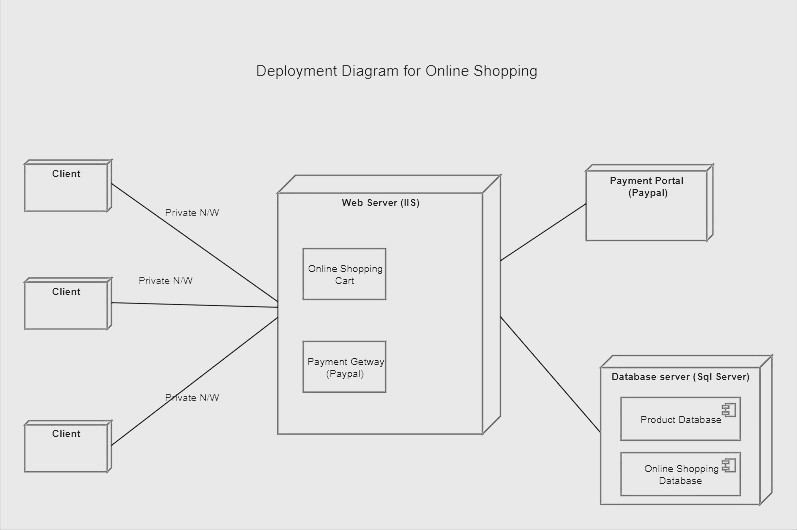 Deployment Diagram for Online Shopping
Client
Private N/W
Client
Private N/W
Client
Private N/W
Web Server (IIS)
Online Shopping
Cart
Payment Getway
(Paypal)
Payment Portal
(Paypal)
Database server (Sql Server)
Product Database
Online Shopping
Database